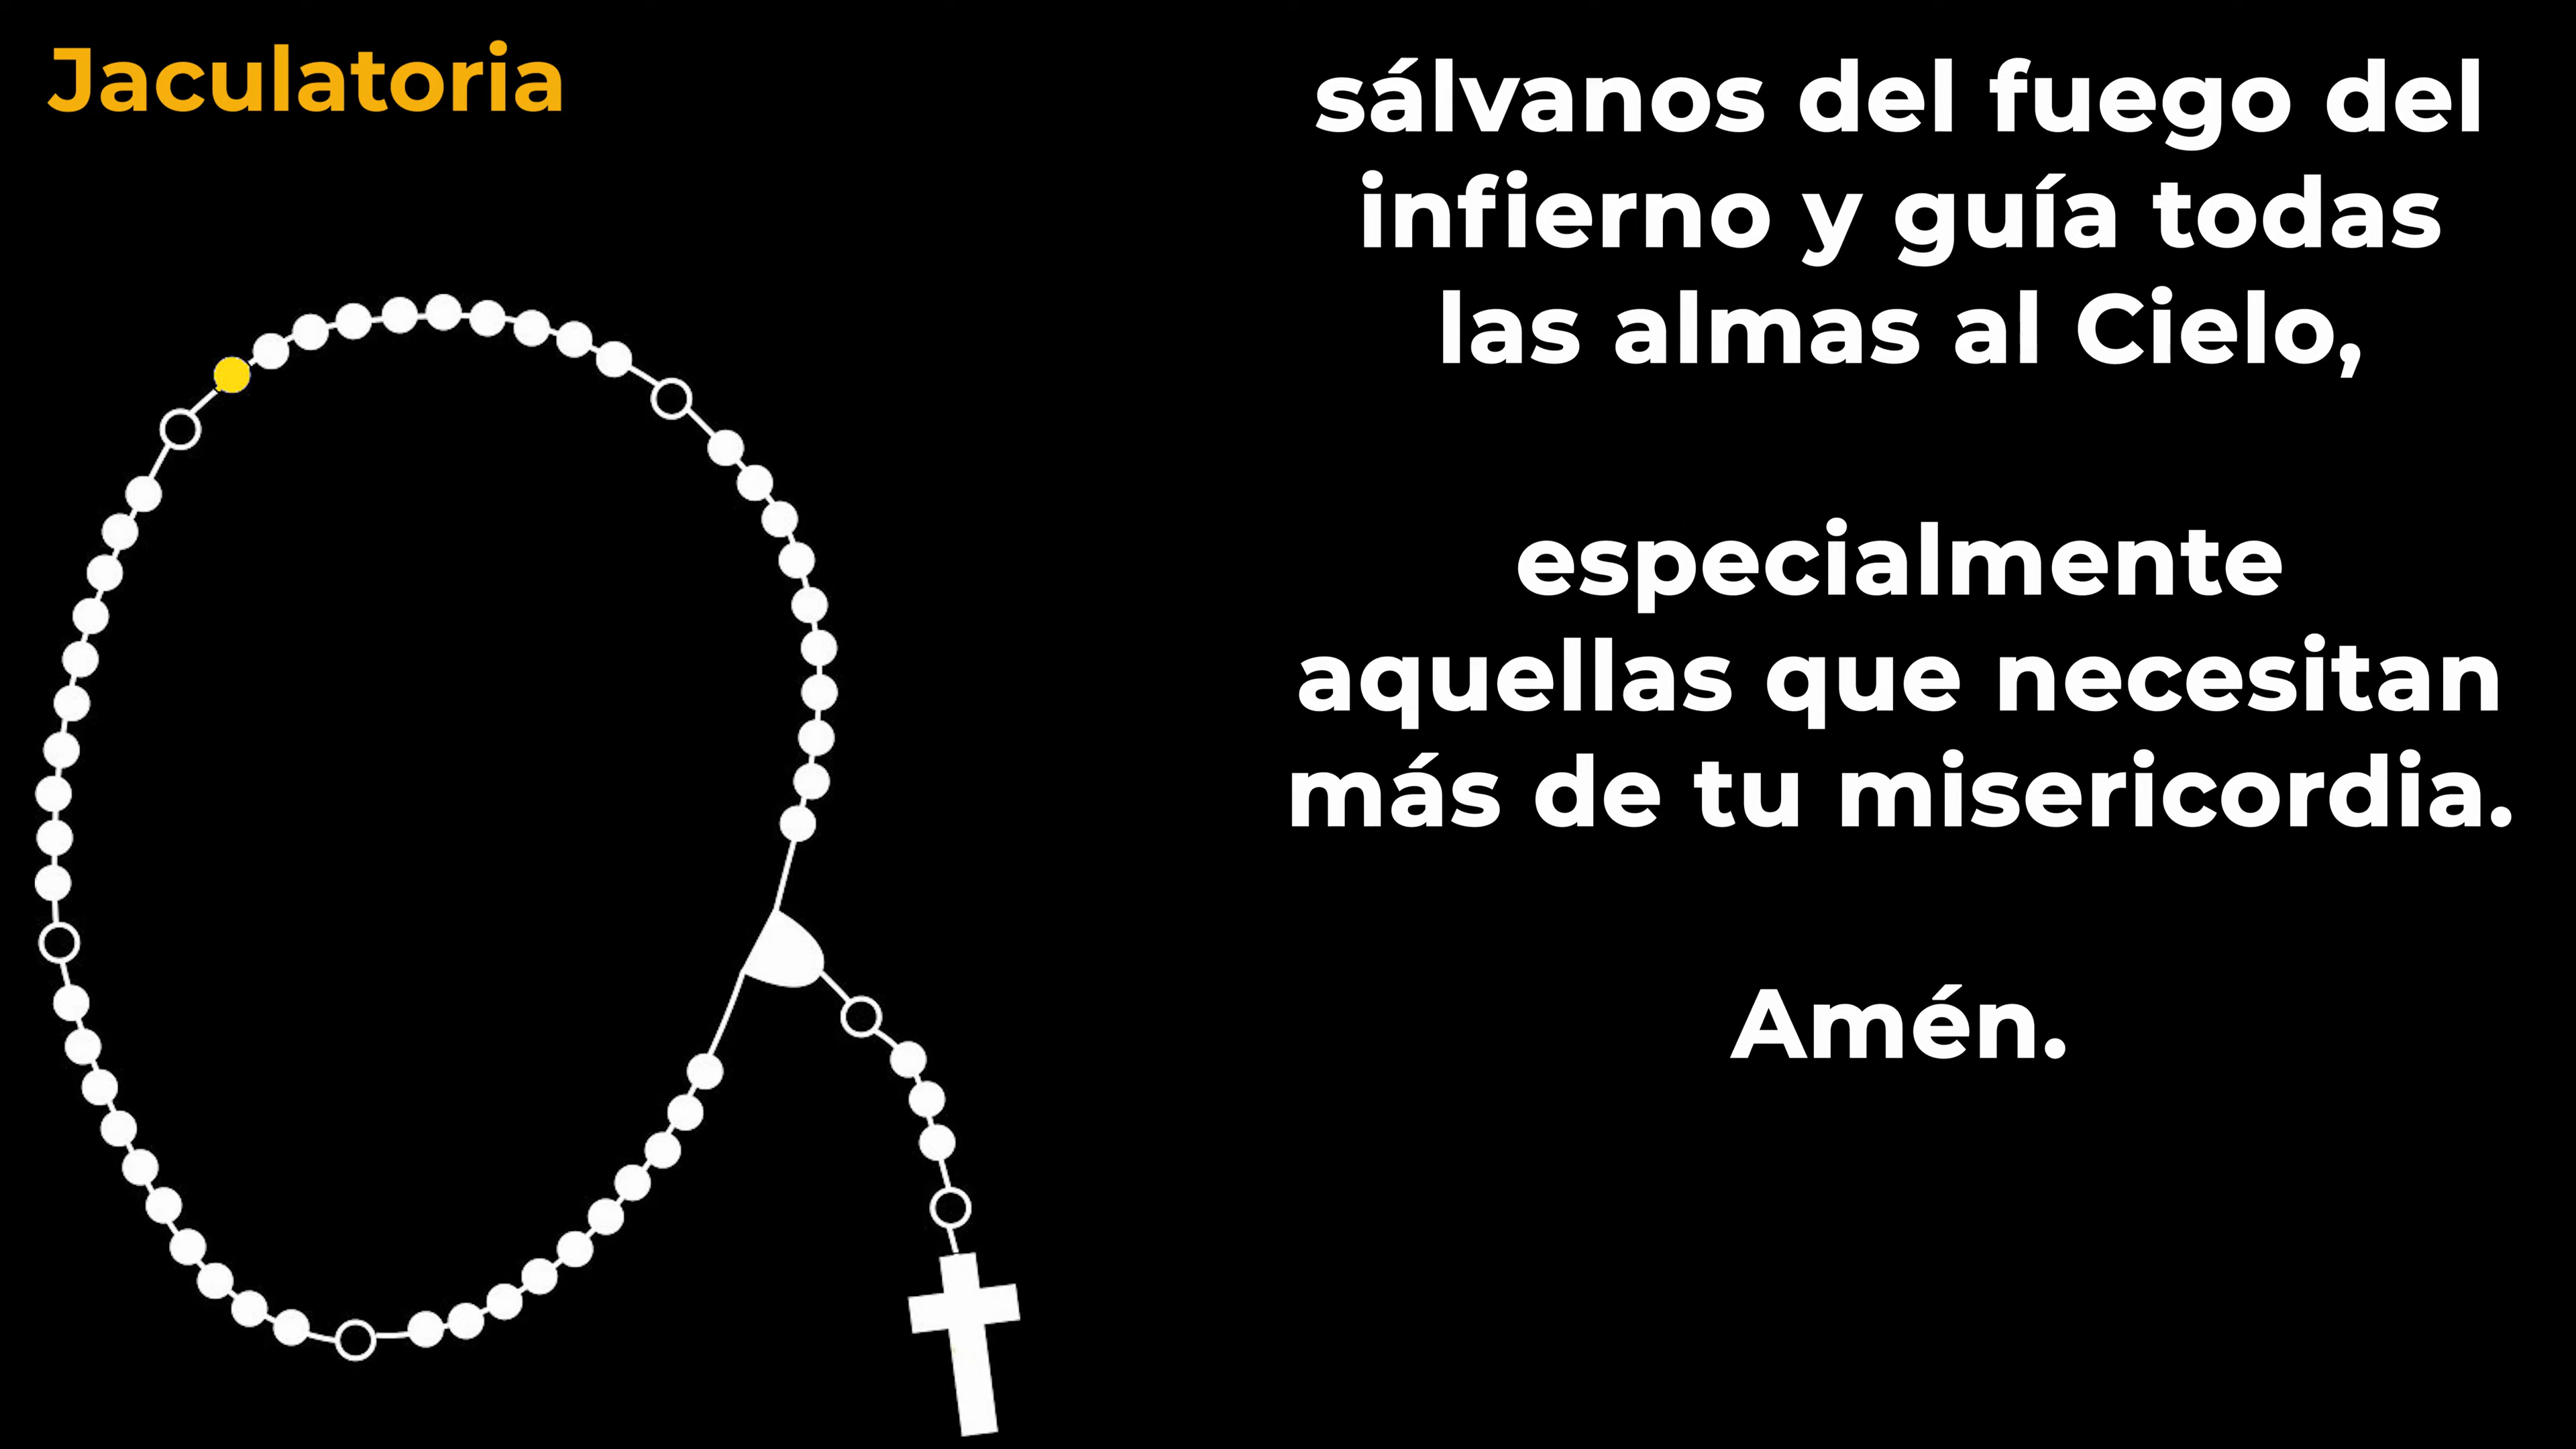 Jaculatoria
sálvanos del fuego del
infierno y guía todas
las almas al Cielo,
especialmente
aquellas que necesitan
más de tu misericordia.
Amén.